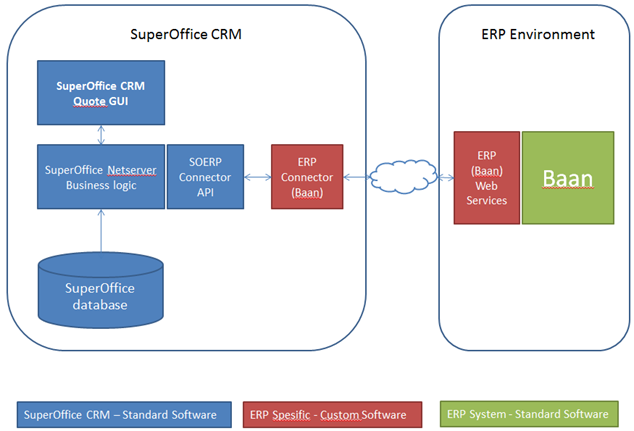 SuperOffice CRM
ERP Environment
SuperOffice CRM
Quote GUI
SuperOffice Netserver
Business logic
SOERP
Connector
API
ERP
Connector
(Baan)
ERP
(Baan)
Web
Services
Baan
SuperOffice
database
SuperOffice CRM – Standard Software
ERP Spesific - Custom Software
ERP System - Standard Software